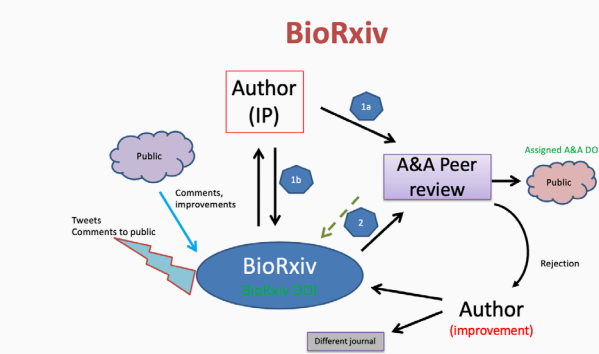 BioRxiv
Author
(IP)
1a
Public
Assigned A&A DO
A&A Peer
review
Public
1b
Comments,
improvements
Tweets
Comments to public
2
BioRxiv
BioRxiv DOI
Rejection
Author
(improvement)
Different journal